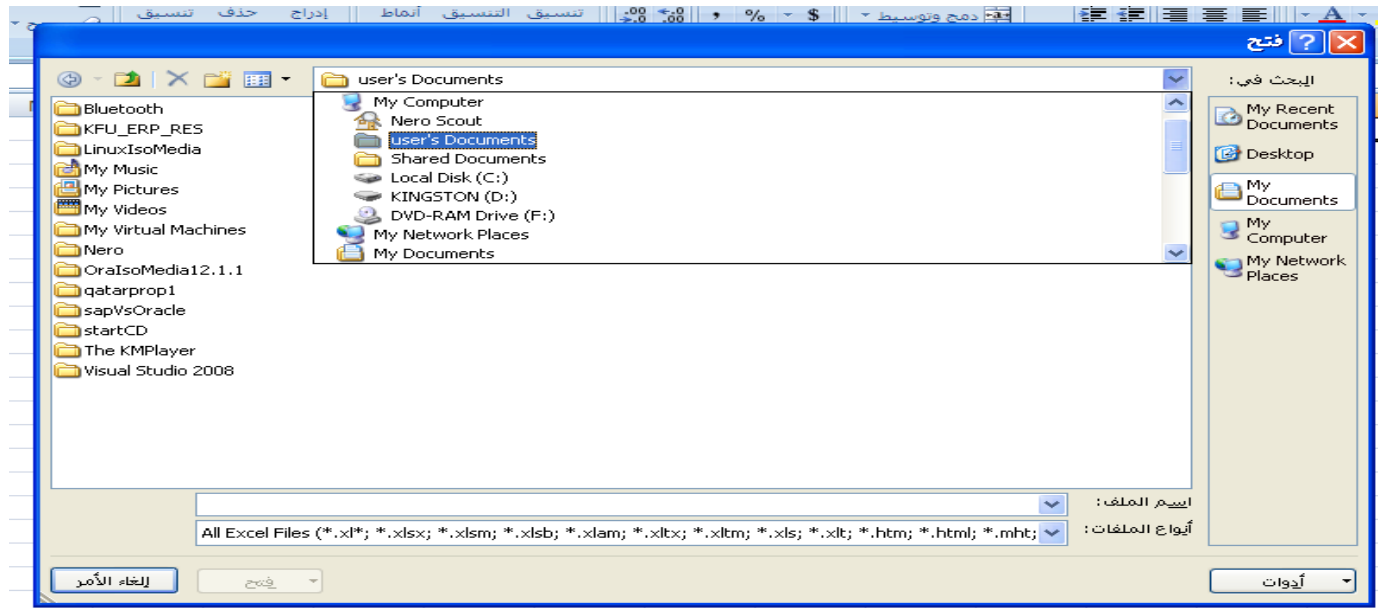 تنسيق حذف إدراج أنماط التنسيق تنسيق .00 .0 , % $ دمج وتوسيط A
فتح
البحث في:
user's Documents
My Computer
Nero Scout
user's Documents
Shared Documents
Local Disk (C:)
KINGSTON (D:)
DVD-RAM Drive (F:)
My Network Places
My Documents
Bluetooth
KFU_ERP_RES
LinuxIsoMedia
My Music
My Pictures
My Videos
My Virtual Machines
Nero
OraIsoMedia12.1.1
qatarprop1
sapVsOracle
startCD
The KMPlayer
Visual Studio 2008
My Recent
Documents
Desktop
My
Documents
My
Computer
My Network
Places
اسم الملف:
أنواع الملفات:
All Excel Files (*.xl*; *.xlsx; *.xlsm; *.xlsb; *.xlam; *.xltx; *.xltm; *.xls; *.xlt; *.htm; *.html; *.mht;
أدوات
فتح
إلغاء الأمر